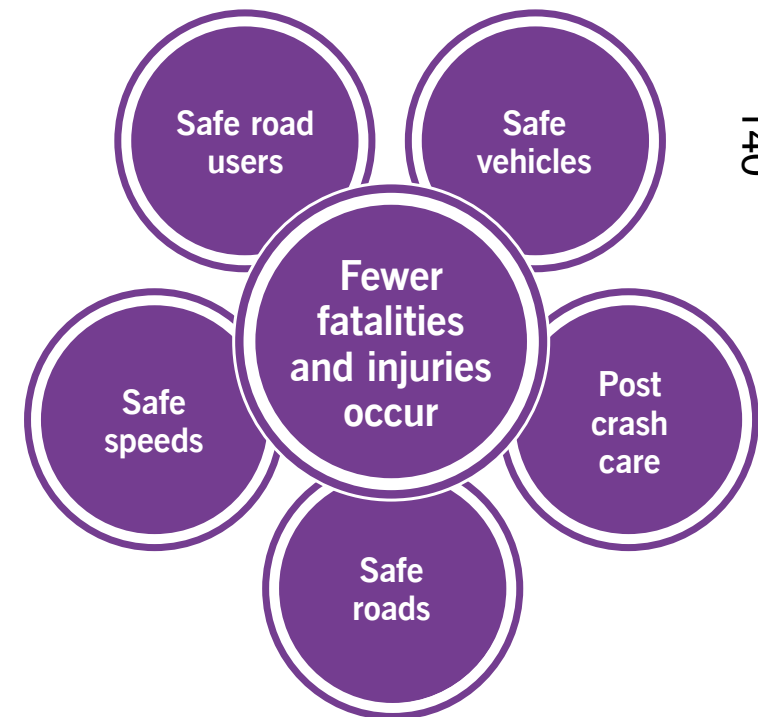 Safe road
users
Safe
vehicles
140
Fewer
fatalities
and injuries
occur
Safe
speeds
Post
crash
care
Safe
roads